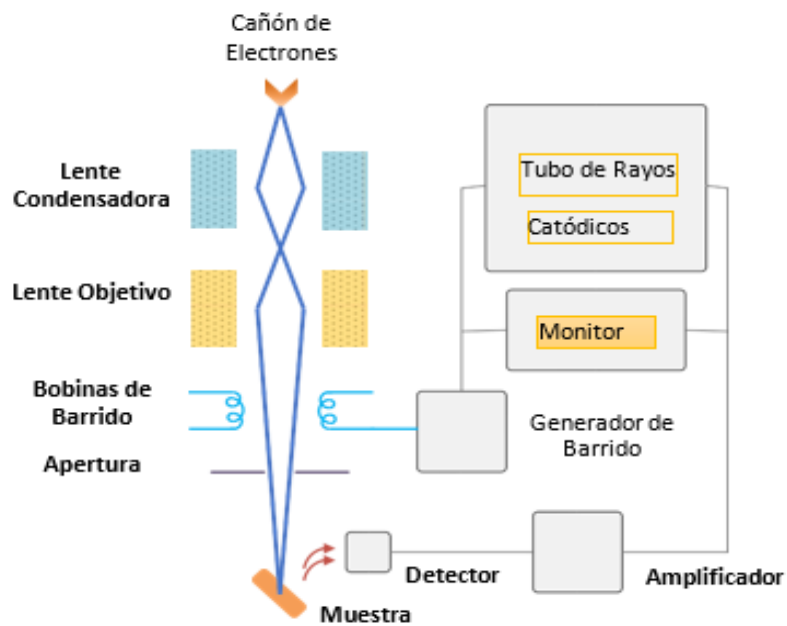 Cañón de
Electrones
Lente
Condensadora
Tubo de Rayos
Catódicos
Lente Objetivo
Monitor
Bobinas de
Barrido
Generador de
Barrido
Apertura
Detector
Amplificador
Muestra